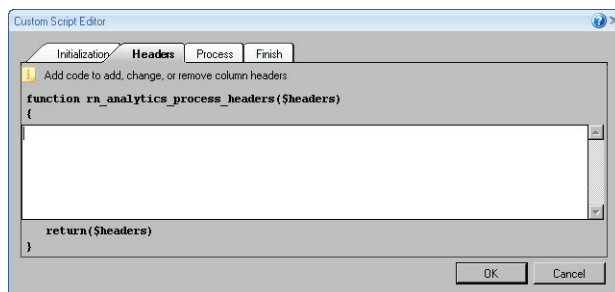 Custom Script Editor
Initialization Headers Process Finish
Add code to add, change, or remove column headers
function rn_analytics_process_headers($headers)
{
return($headers)
}
OK Cancel